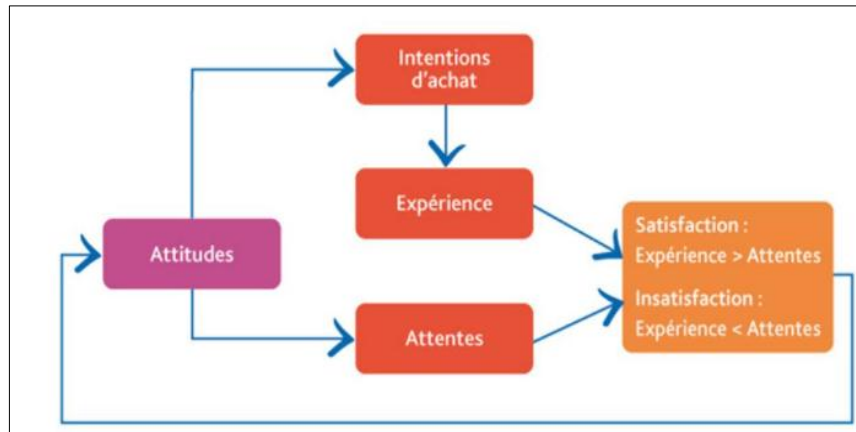 Intentions
d'achat
Expérience
Attitudes
Attentes
Satisfaction :
Expérience > Attentes
Insatisfaction :
Expérience < Attentes